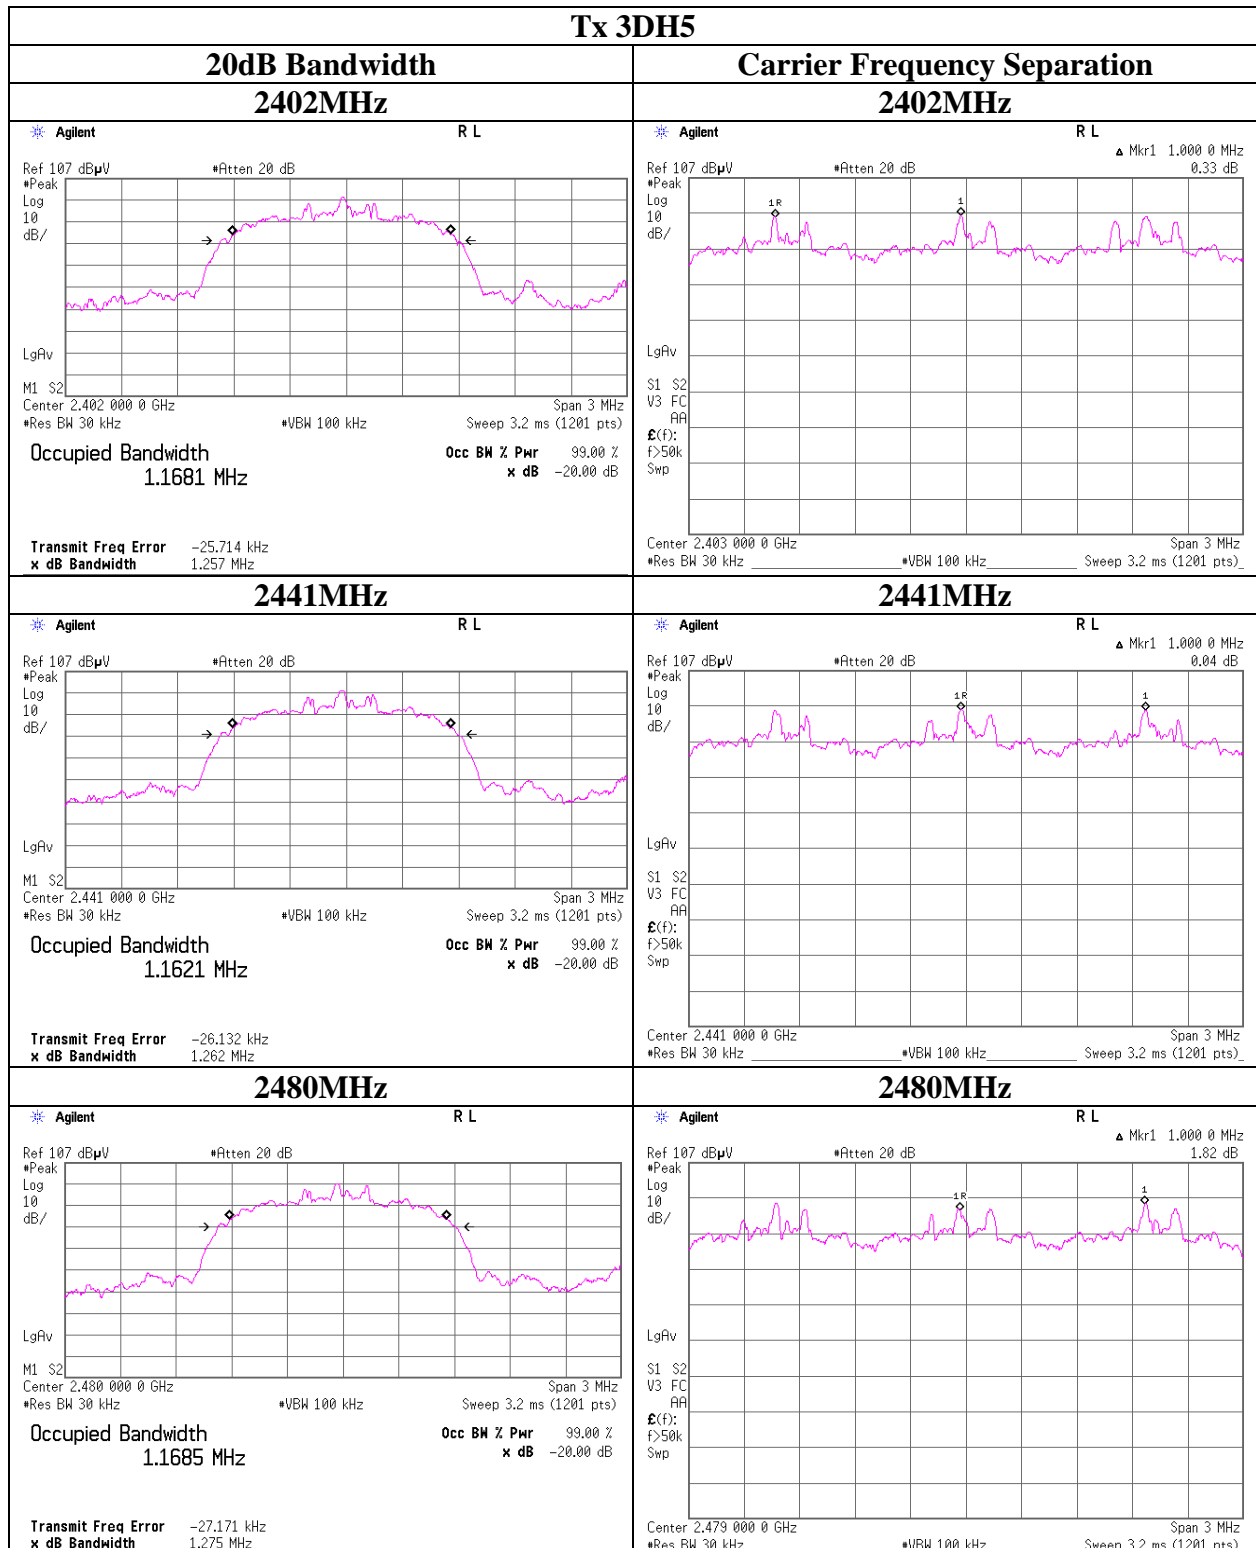 Tx 3DH5
20dB Bandwidth
Carrier Frequency Separation
2402MHz
2402MHz
Agilent
R L
Ref 107 dBµV
#Atten 20 dB
#Peak
Log
10
dB/
LgAv
M1 S2
Center 2.402 000 0 GHz
Span 3 MHz
#Res BW 30 kHz
#VBW 100 kHz
Sweep 3.2 ms (1201 pts)
Occupied Bandwidth
1.1681 MHz
Occ BW % Pwr 99.00 %
x dB -20.00 dB
Transmit Freq Error -25.714 kHz
x dB Bandwidth 1.257 MHz
Agilent
R L
Δ Mkr1 1.000 0 MHz
Ref 107 dBµV
#Atten 20 dB
0.33 dB
#Peak
Log
10
dB/
1R
1
LgAv
S1 S2
V3 FC
AA
£(f):
f>50k
Swp
Center 2.403 000 0 GHz
Span 3 MHz
#Res BW 30 kHz
#VBW 100 kHz
Sweep 3.2 ms (1201 pts)
2441MHz
2441MHz
Agilent
R L
Ref 107 dBµV
#Atten 20 dB
#Peak
Log
10
dB/
LgAv
M1 S2
Center 2.441 000 0 GHz
Span 3 MHz
#Res BW 30 kHz
#VBW 100 kHz
Sweep 3.2 ms (1201 pts)
Occupied Bandwidth
1.1621 MHz
Occ BW % Pwr 99.00 %
x dB -20.00 dB
Transmit Freq Error -26.132 kHz
x dB Bandwidth 1.262 MHz
Agilent
R L
Δ Mkr1 1.000 0 MHz
Ref 107 dBµV
#Atten 20 dB
0.04 dB
#Peak
Log
10
dB/
1R
1
LgAv
S1 S2
V3 FC
AA
£(f):
f>50k
Swp
Center 2.441 000 0 GHz
Span 3 MHz
#Res BW 30 kHz
#VBW 100 kHz
Sweep 3.2 ms (1201 pts)
2480MHz
2480MHz
Agilent
R L
Ref 107 dBµV
#Atten 20 dB
#Peak
Log
10
dB/
LgAv
M1 S2
Center 2.480 000 0 GHz
Span 3 MHz
#Res BW 30 kHz
#VBW 100 kHz
Sweep 3.2 ms (1201 pts)
Occupied Bandwidth
1.1685 MHz
Occ BW % Pwr 99.00 %
x dB -20.00 dB
Transmit Freq Error -27.171 kHz
x dB Bandwidth 1.275 MHz
Agilent
R L
Δ Mkr1 1.000 0 MHz
Ref 107 dBµV
#Atten 20 dB
1.82 dB
#Peak
Log
10
dB/
1R
1
LgAv
S1 S2
V3 FC
AA
£(f):
f>50k
Swp
Center 2.479 000 0 GHz
Span 3 MHz
#Res BW 30 kHz
#VBW 100 kHz
Sweep 3.2 ms (1201 pts)